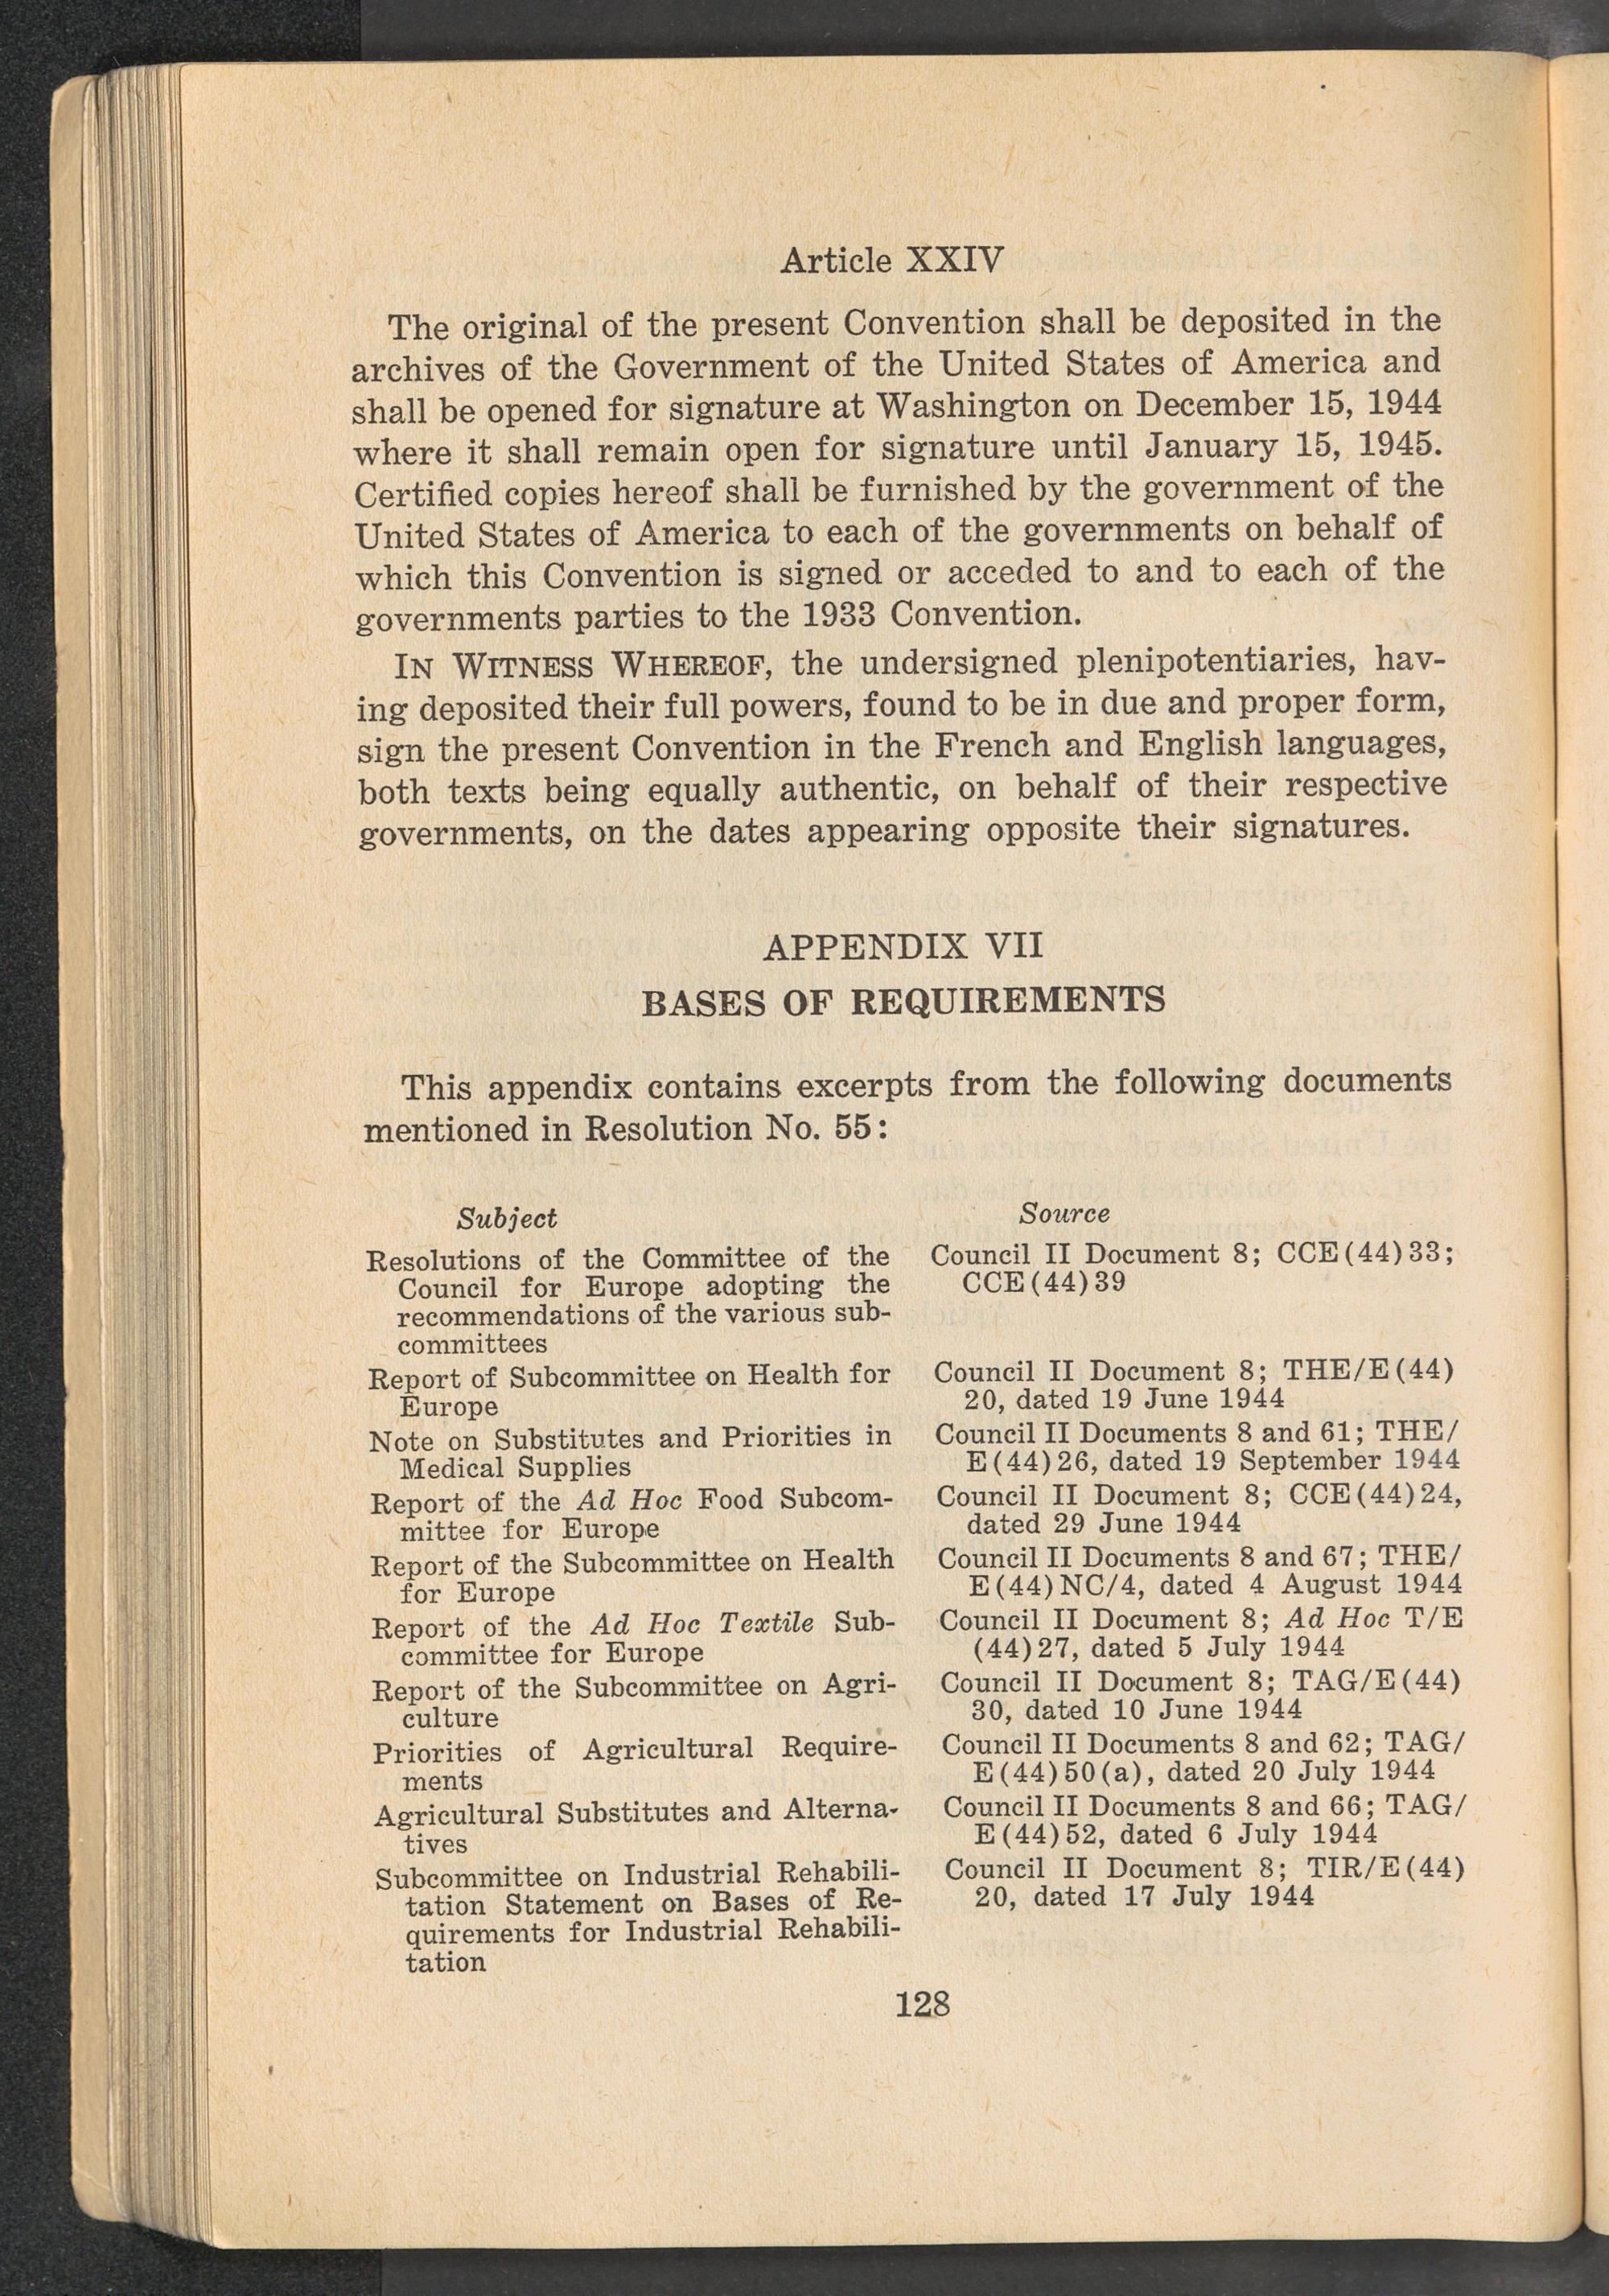 Article XXIV
The original of the present Convention shall be deposited in the
archives of the Government of the United States of America and
shall be opened for signature at Washington on December 15, 1944
where it shall remain open for signature until January 15, 1945.
Certified copies hereof shall be furnished by the government of the
United States of America to each of the governments on behalf of
which this Convention is signed or acceded to and to each of the
governments parties to the 1933 Convention.
IN WITNESS WHEREOF, the undersigned plenipotentiaries, hav-
ing deposited their full powers, found to be in due and proper form,
sign the present Convention in the French and English languages,
both texts being equally authentic, on behalf of their respective
governments, on the dates appearing opposite their signatures.
APPENDIX VII
BASES OF REQUIREMENTS
This appendix contains excerpts from the following documents
mentioned in Resolution No. 55:
Subject
Source
Resolutions of the Committee of the
Council for Europe adopting the
recommendations of the various sub-
committees
Council II Document 8; CCE(44)33;
CCE(44)39
Report of Subcommittee on Health for
Europe
Council II Document 8; THE/E(44)
20, dated 19 June 1944
Note on Substitutes and Priorities in
Medical Supplies
Council II Documents 8 and 61; THE/
E(44)26, dated 19 September 1944
Report of the Ad Hoc Food Subcom-
mittee for Europe
Council II Document 8; CCE(44)24,
dated 29 June 1944
Report of the Subcommittee on Health
for Europe
Council II Documents 8 and 67; THE/
E(44)NC/4, dated 4 August 1944
Report of the Ad Hoc Textile Sub-
committee for Europe
Council II Document 8; Ad Hoc T/E
(44)27, dated 5 July 1944
Report of the Subcommittee on Agri-
culture
Council II Document 8; TAG/E(44)
30, dated 10 June 1944
Priorities of Agricultural Require-
ments
Council II Documents 8 and 62; TAG/
E(44)50(a), dated 20 July 1944
Agricultural Substitutes and Alterna-
tives
Council II Documents 8 and 66; TAG/
E(44)52, dated 6 July 1944
Subcommittee on Industrial Rehabili-
tation Statement on Bases of Re-
quirements for Industrial Rehabili-
tation
Council II Document 8; TIR/E(44)
20, dated 17 July 1944
128